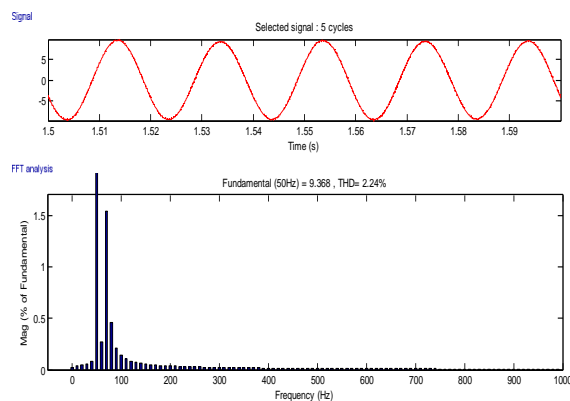 Signal
Selected signal : 5 cycles
5
0
-5
1.5 1.51 1.52 1.53 1.54 1.55 1.56 1.57 1.58 1.59
Time (s)
FFT analysis
Fundamental (50Hz) = 9.368 , THD= 2.24%
Mag (% of Fundamental)
1.5
1
0.5
0
0 100 200 300 400 500 600 700 800 900 1000
Frequency (Hz)